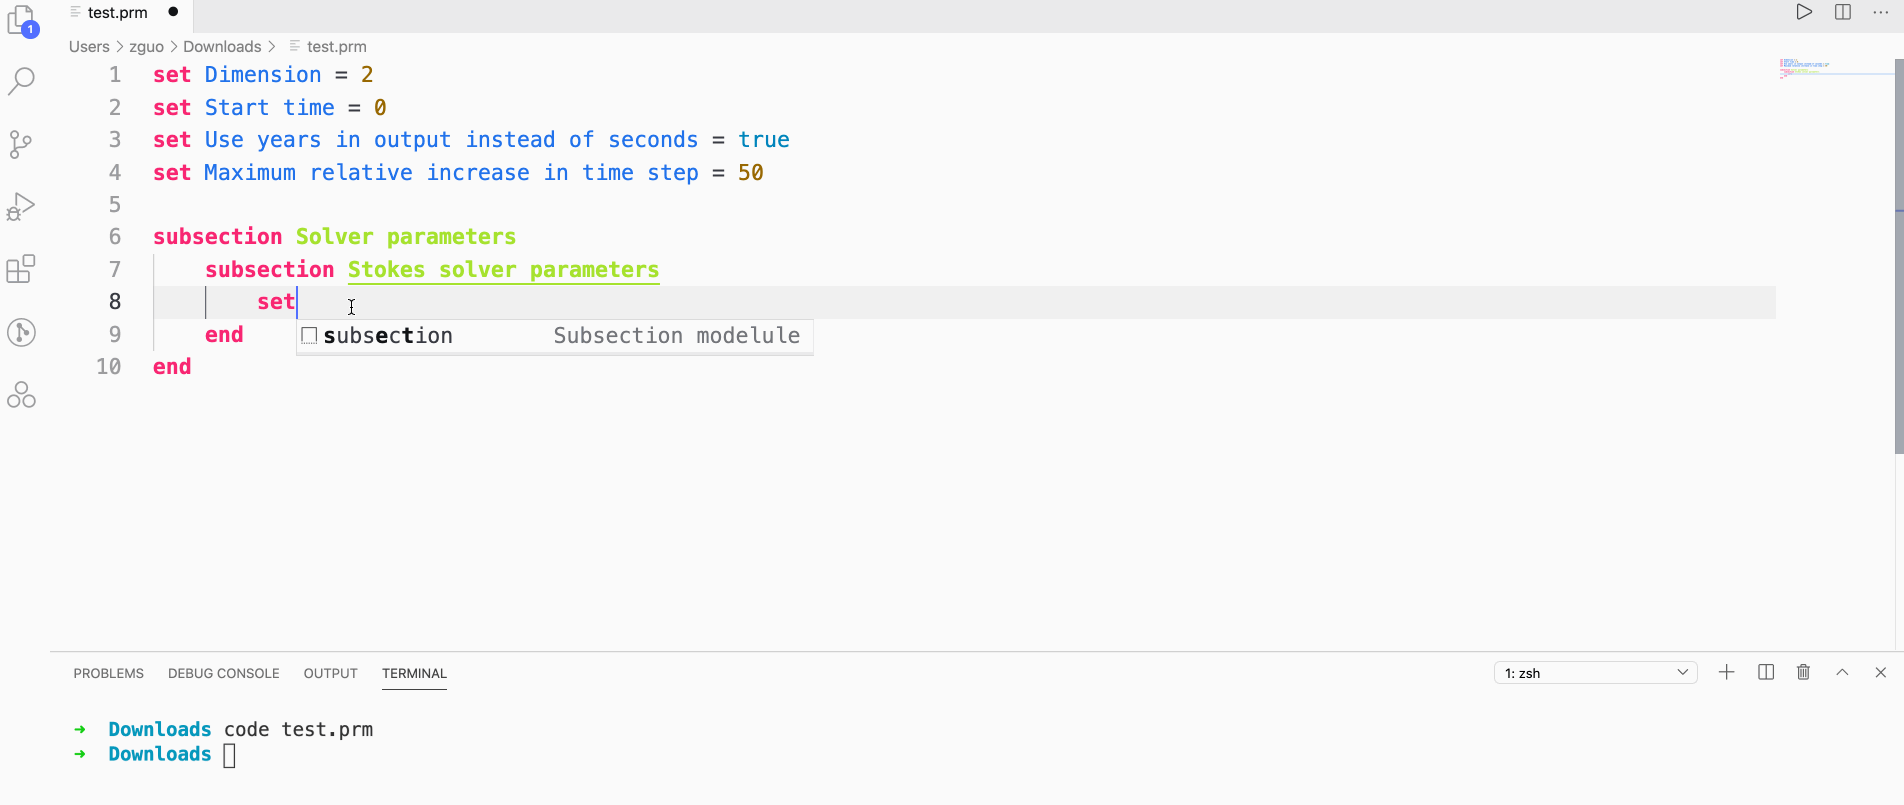 test.prm ●
1
Users > zguo > Downloads > test.prm
1 set Dimension = 2
2 set Start time = 0
3 set Use years in output instead of seconds = true
4 set Maximum relative increase in time step = 50
5
6 subsection Solver parameters
7 subsection Stokes solver parameters
8 set
9 end
subsection Subsection modelule
10 end
PROBLEMS DEBUG CONSOLE OUTPUT TERMINAL 1: zsh
➜ Downloads code test.prm
➜ Downloads